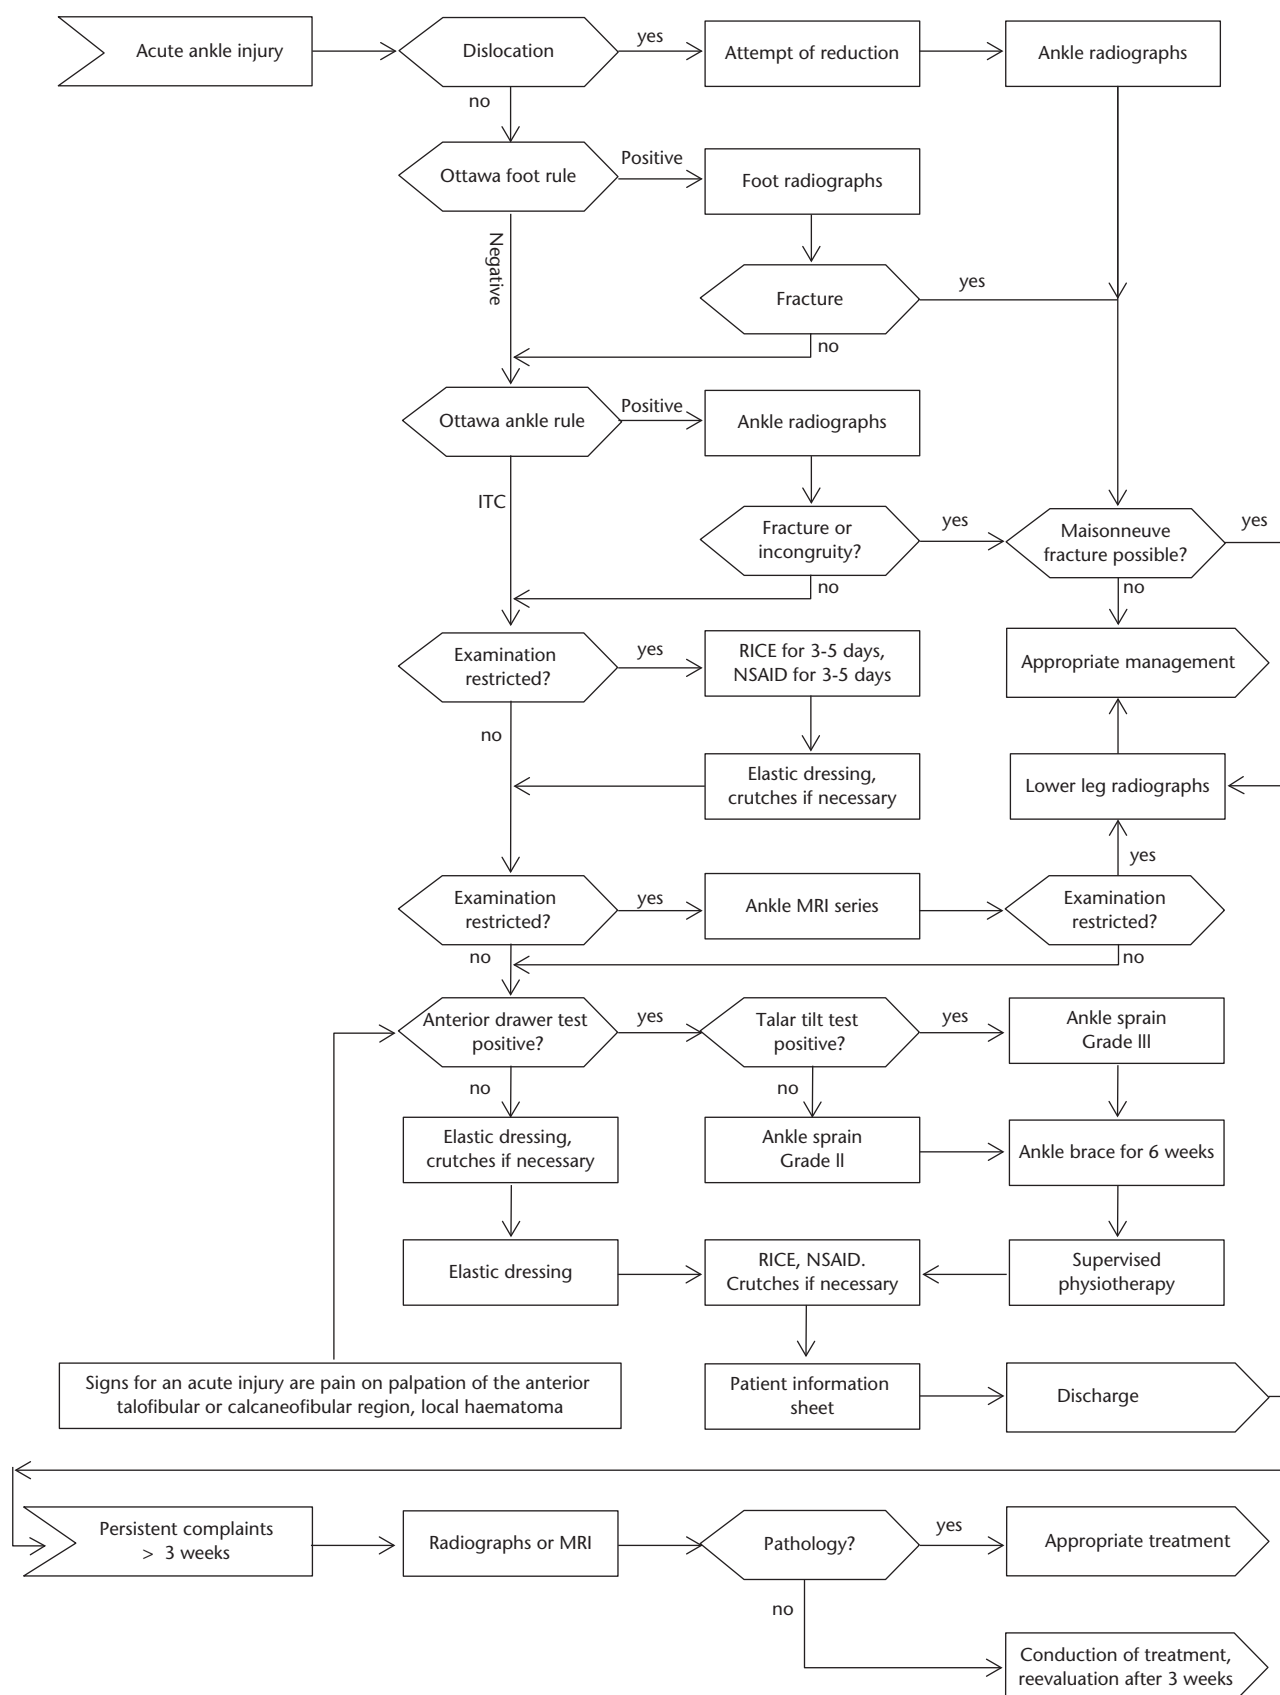 Acute ankle injury
Dislocation
yes
Attempt of reduction
Ankle radiographs
no
Ottawa foot rule
Positive
Foot radiographs
Negative
Fracture
yes
no
Ottawa ankle rule
Positive
Ankle radiographs
ITC
Fracture or
incongruity?
yes
Maisonneuve
fracture possible?
yes
no
no
Examination
restricted?
yes
RICE for 3-5 days,
NSAID for 3-5 days
Appropriate management
no
Elastic dressing,
crutches if necessary
Lower leg radiographs
yes
Examination
restricted?
yes
Ankle MRI series
Examination
restricted?
no
no
Anterior drawer test
positive?
yes
Talar tilt test
positive?
yes
Ankle sprain
Grade III
no
no
Elastic dressing,
crutches if necessary
Ankle sprain
Grade II
Ankle brace for 6 weeks
Elastic dressing
RICE, NSAID.
Crutches if necessary
Supervised
physiotherapy
Signs for an acute injury are pain on palpation of the anterior
talofibular or calcaneofibular region, local haematoma
Patient information
sheet
Discharge
Persistent complaints
> 3 weeks
Radiographs or MRI
Pathology?
yes
Appropriate treatment
no
Conduction of treatment,
reevaluation after 3 weeks